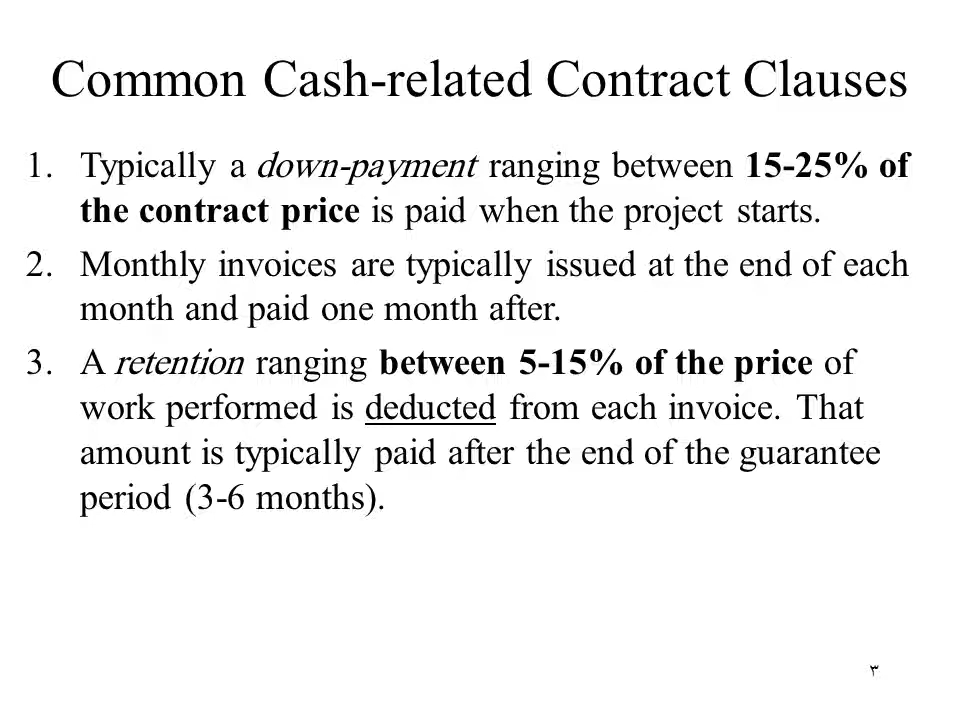 Common Cash-related Contract Clauses
1. Typically a down-payment ranging between 15-25% of
the contract price is paid when the project starts.
2. Monthly invoices are typically issued at the end of each
month and paid one month after.
3. A retention ranging between 5-15% of the price of
work performed is deducted from each invoice. That
amount is typically paid after the end of the guarantee
period (3-6 months).
٣